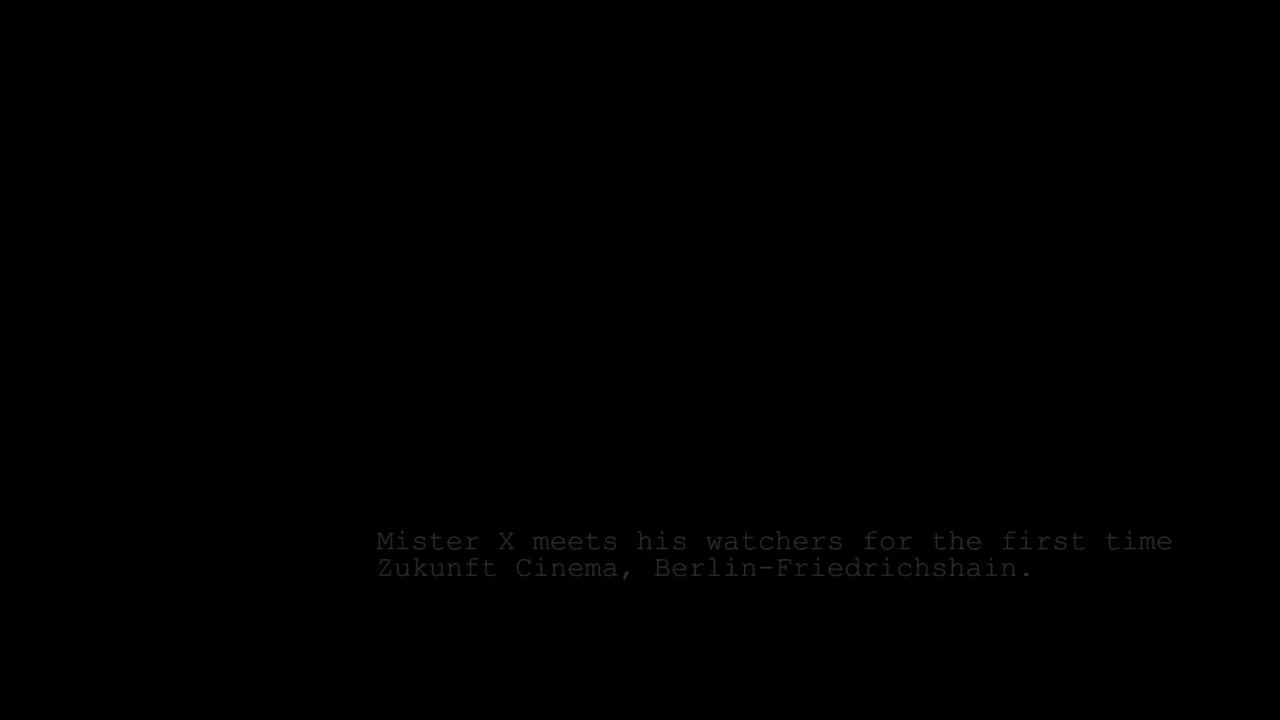 Mister X meets his watchers for the first time
Zukunft Cinema, Berlin-Friedrichshain.